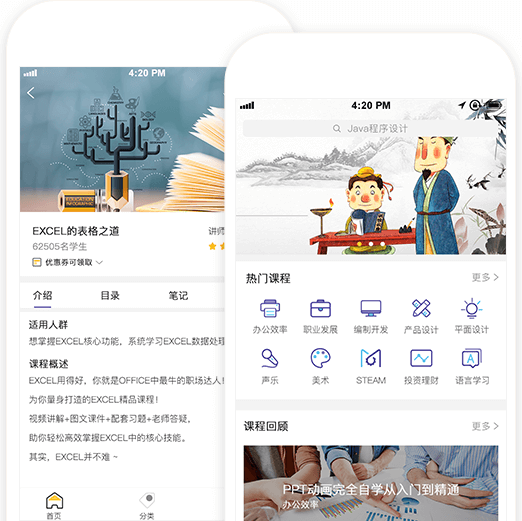 4:20 PM
EDUCATION
INFOGRAPHIC
EXCEL的表格之道
讲师
62505名学生
优惠券可领取
介绍
目录
笔记
适用人群
想掌握EXCEL核心功能，系统学习EXCEL数据处理
课程概述
EXCEL用得好，你就是OFFICE中最牛的职场达人！
为你量身打造的EXCEL精品课程！
视频讲解+图文课件+配套习题+老师答疑，
助你轻松高效掌握EXCEL中的核心技能。
其实，EXCEL并不难 ~
首页
分类
4:20 PM
Java程序设计
热门课程
更多 >
办公效率
职业发展
编制开发
产品设计
平面设计
声乐
美术
STEAM
投资理财
语言学习
课程回顾
更多 >
PPT动画完全自学从入门到精通
办公效率